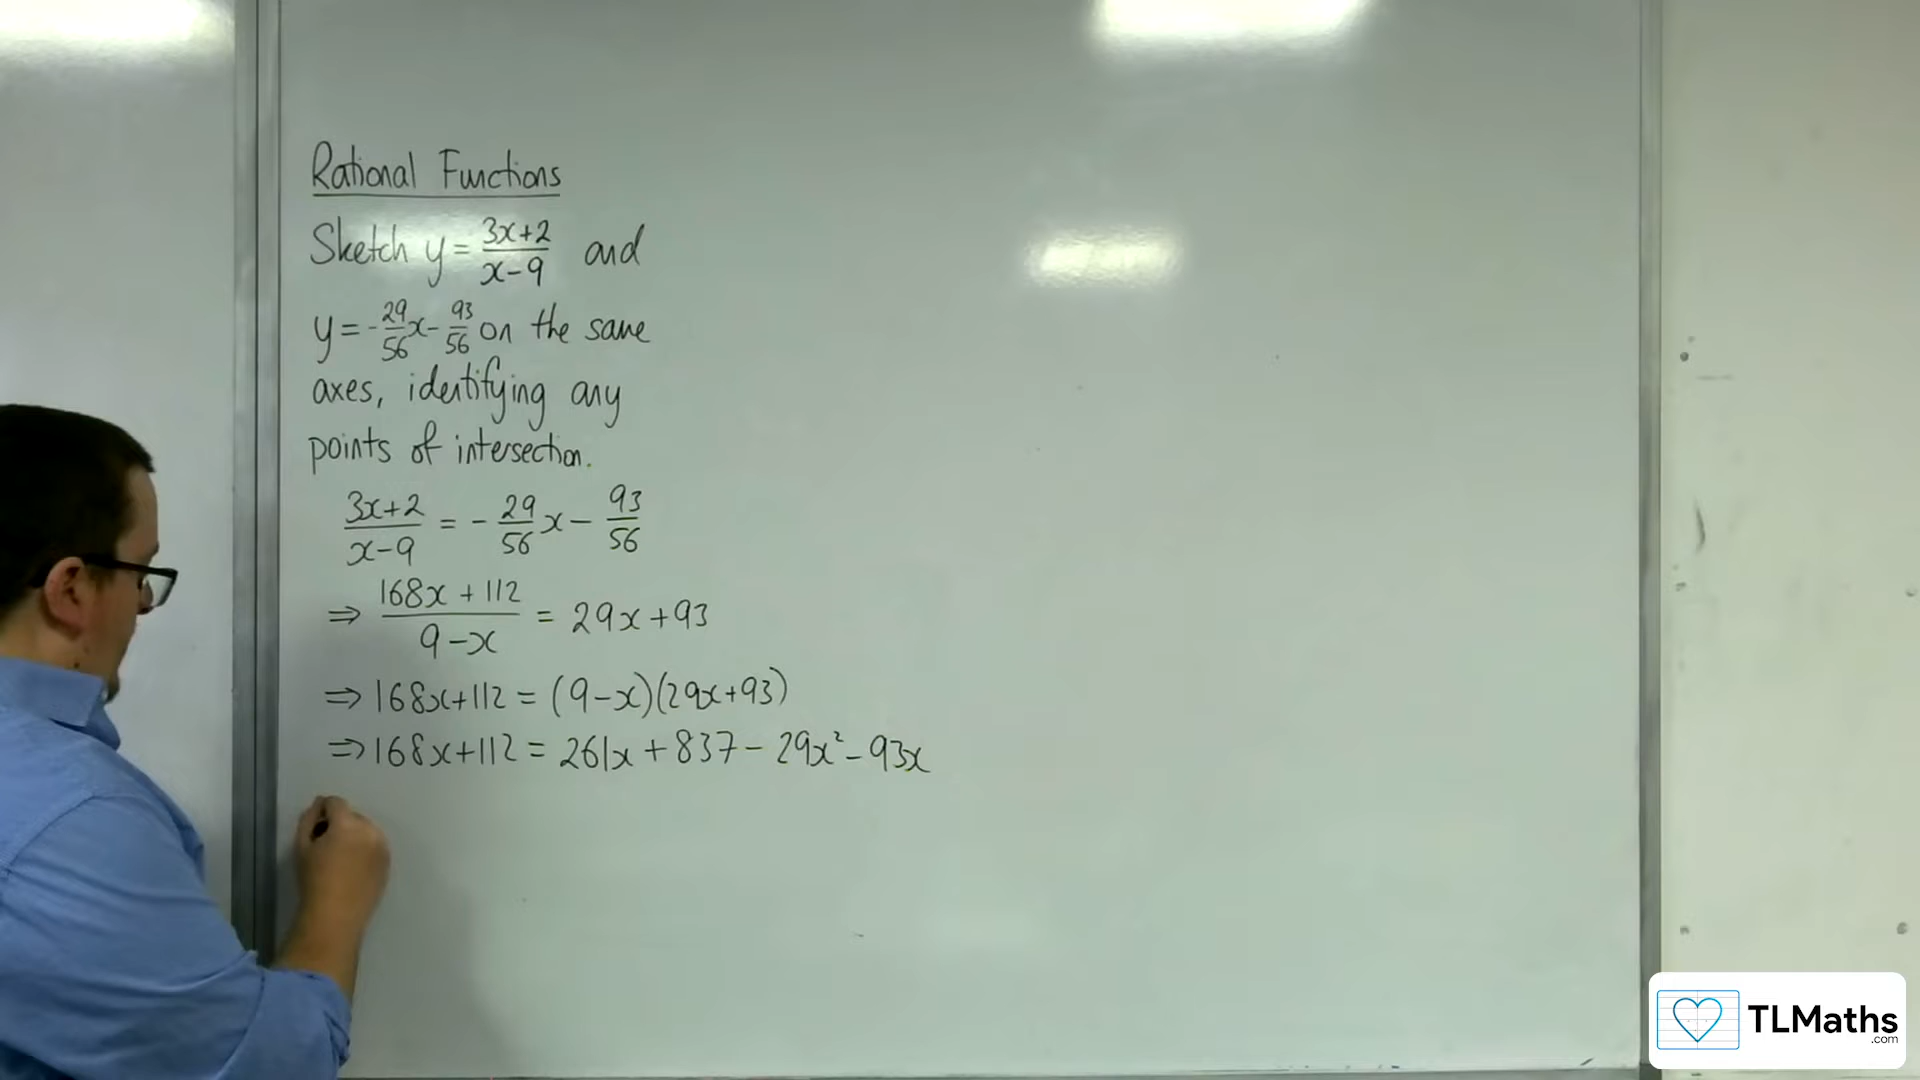 Rational Functions
Sketch y = (3x+2)/(x-9) and
y = -29/56 x - 93/56 on the same
axes, identifying any
points of intersection.
(3x+2)/(x-9) = -29/56 x - 93/56
⇒ (168x + 112)/(9-x) = 29x+93
⇒ 168x+112 = (9-x)(29x+93)
⇒ 168x+112 = 261x + 837 - 29x² - 93x
TLMaths
.com